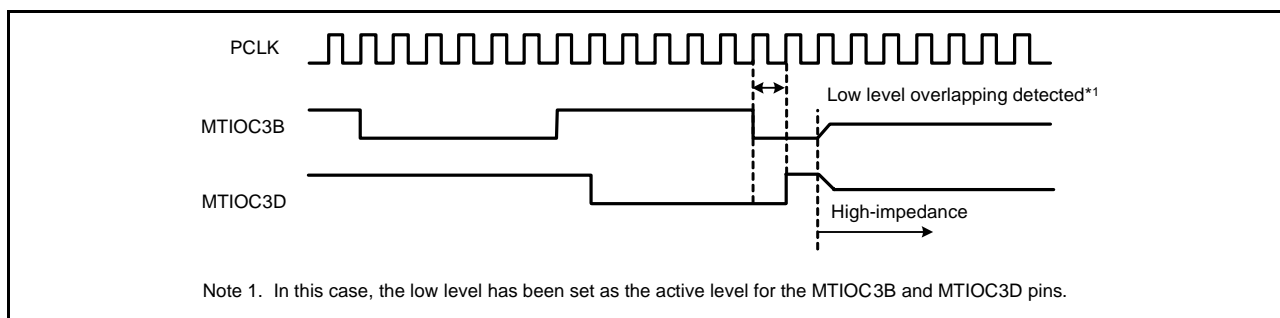 PCLK
Low level overlapping detected*1
MTIOC3B
MTIOC3D
High-impedance
Note 1. In this case, the low level has been set as the active level for the MTIOC3B and MTIOC3D pins.